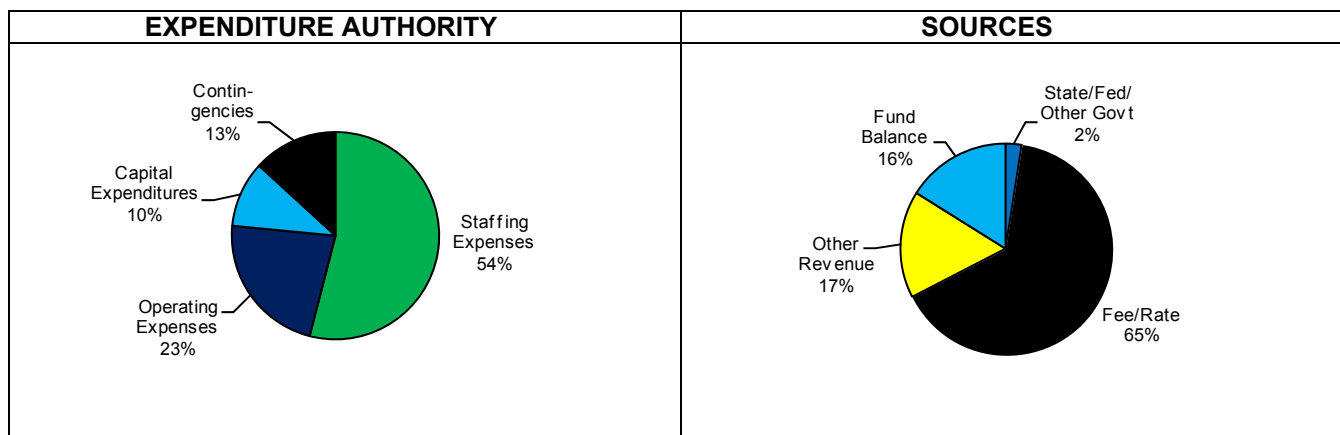 EXPENDITURE AUTHORITY
Contin-
gencies
13%
Capital
Expenditures
10%
Operating
Expenses
23%
Staffing
Expenses
54%
SOURCES
State/Fed/
Other Govt
2%
Fund
Balance
16%
Other
Revenue
17%
Fee/Rate
65%